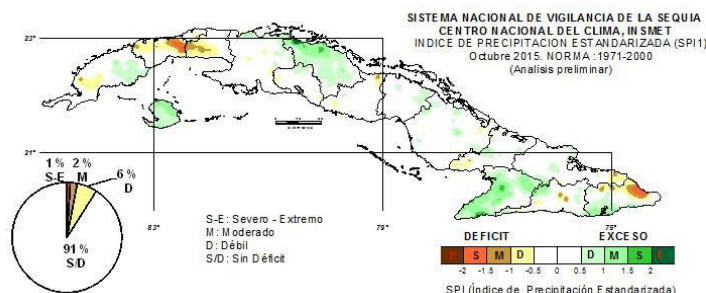 SISTEMA NACIONAL DE VIGILANCIA DE LA SEQUIA
CENTRO NACIONAL DEL CLIMA, INSMET
INDICE DE PRECIPITACION ESTANDARIZADA (SPI1)
Octubre 2015. NORMA :1971-2000
(Analisis preliminar)
23°
21°
83°
79°
75°
1% S-E
2% M
6% D
91% S/D
S-E: Severo - Extremo
M: Moderado
D: Débil
S/D: Sin Déficit
DEFICIT EXCESO
E S M D D M S E
-2 -1.5 -1 -0.5 0 0.5 1 1.5 2
SPI (Índice de Precipitación Estandarizada)